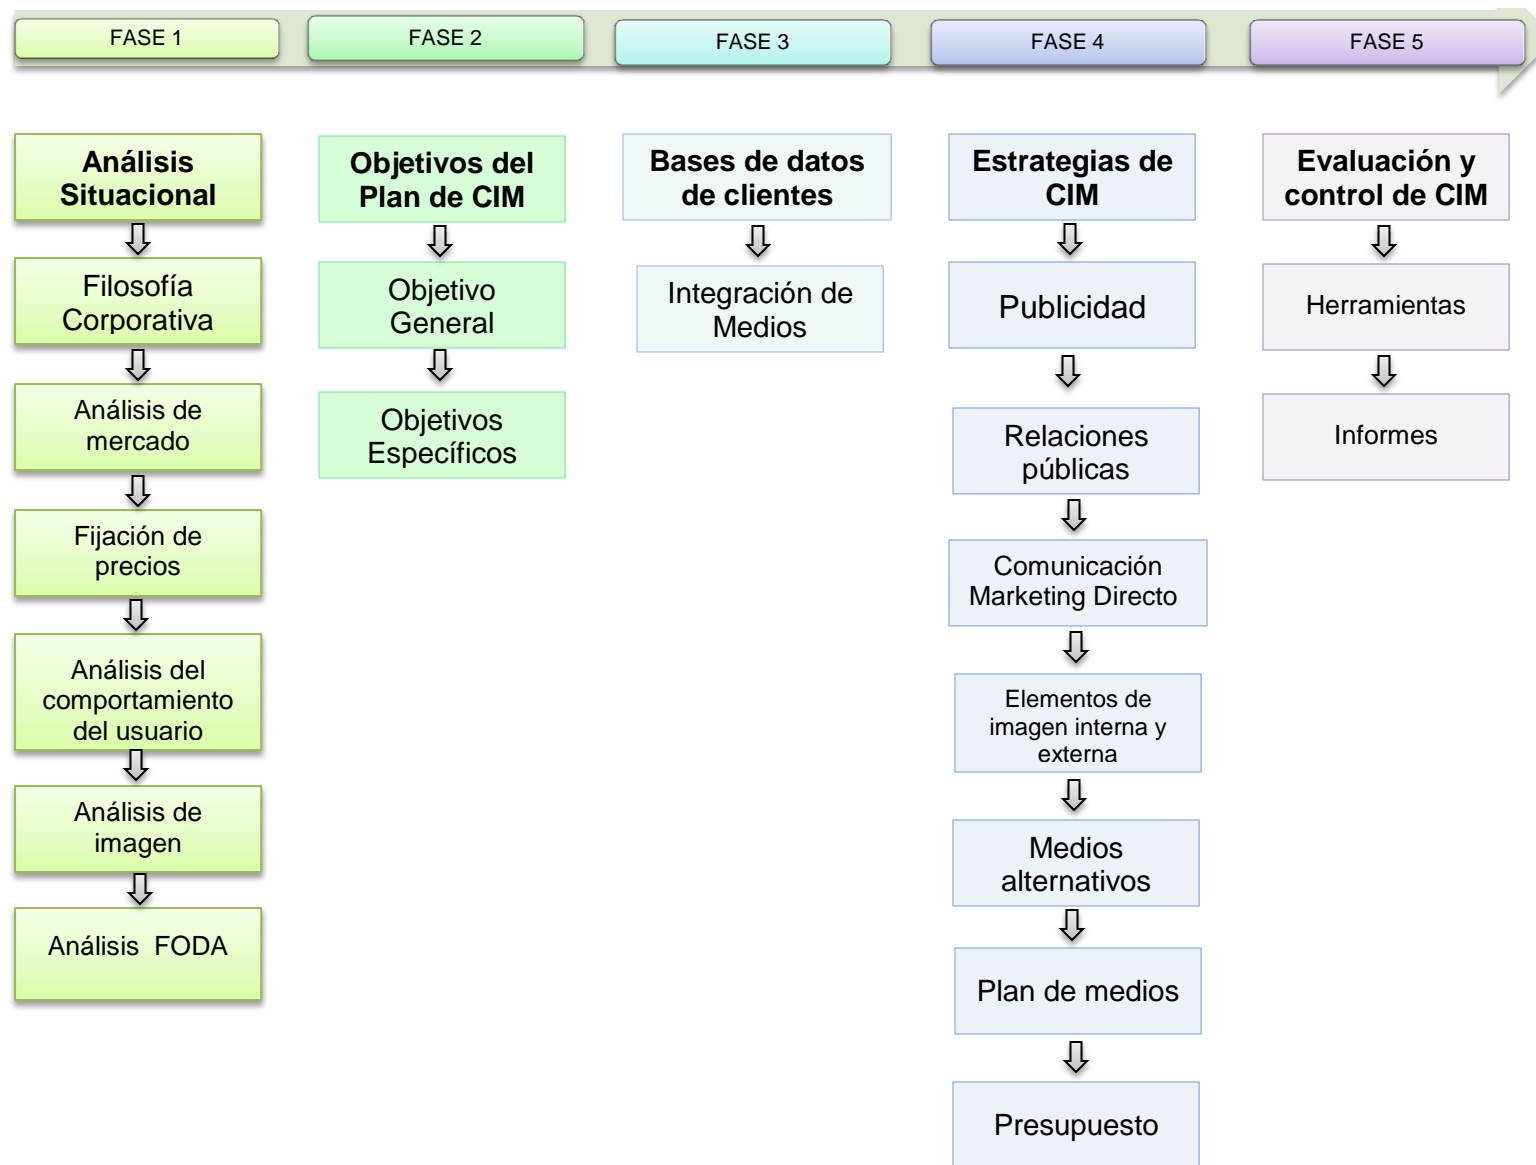 FASE 1
FASE 2
FASE 3
FASE 4
FASE 5
Análisis
Situacional
Filosofía
Corporativa
Análisis de
mercado
Fijación de
precios
Análisis del
comportamiento
del usuario
Análisis de
imagen
Análisis  FODA
Objetivos del
Plan de CIM
Objetivo
General
Objetivos
Específicos
Bases de datos
de clientes
Integración de
Medios
Estrategias de
CIM
Publicidad
Relaciones
públicas
Comunicación
Marketing Directo
Elementos de
imagen interna y
externa
Medios
alternativos
Plan de medios
Presupuesto
Evaluación y
control de CIM
Herramientas
Informes